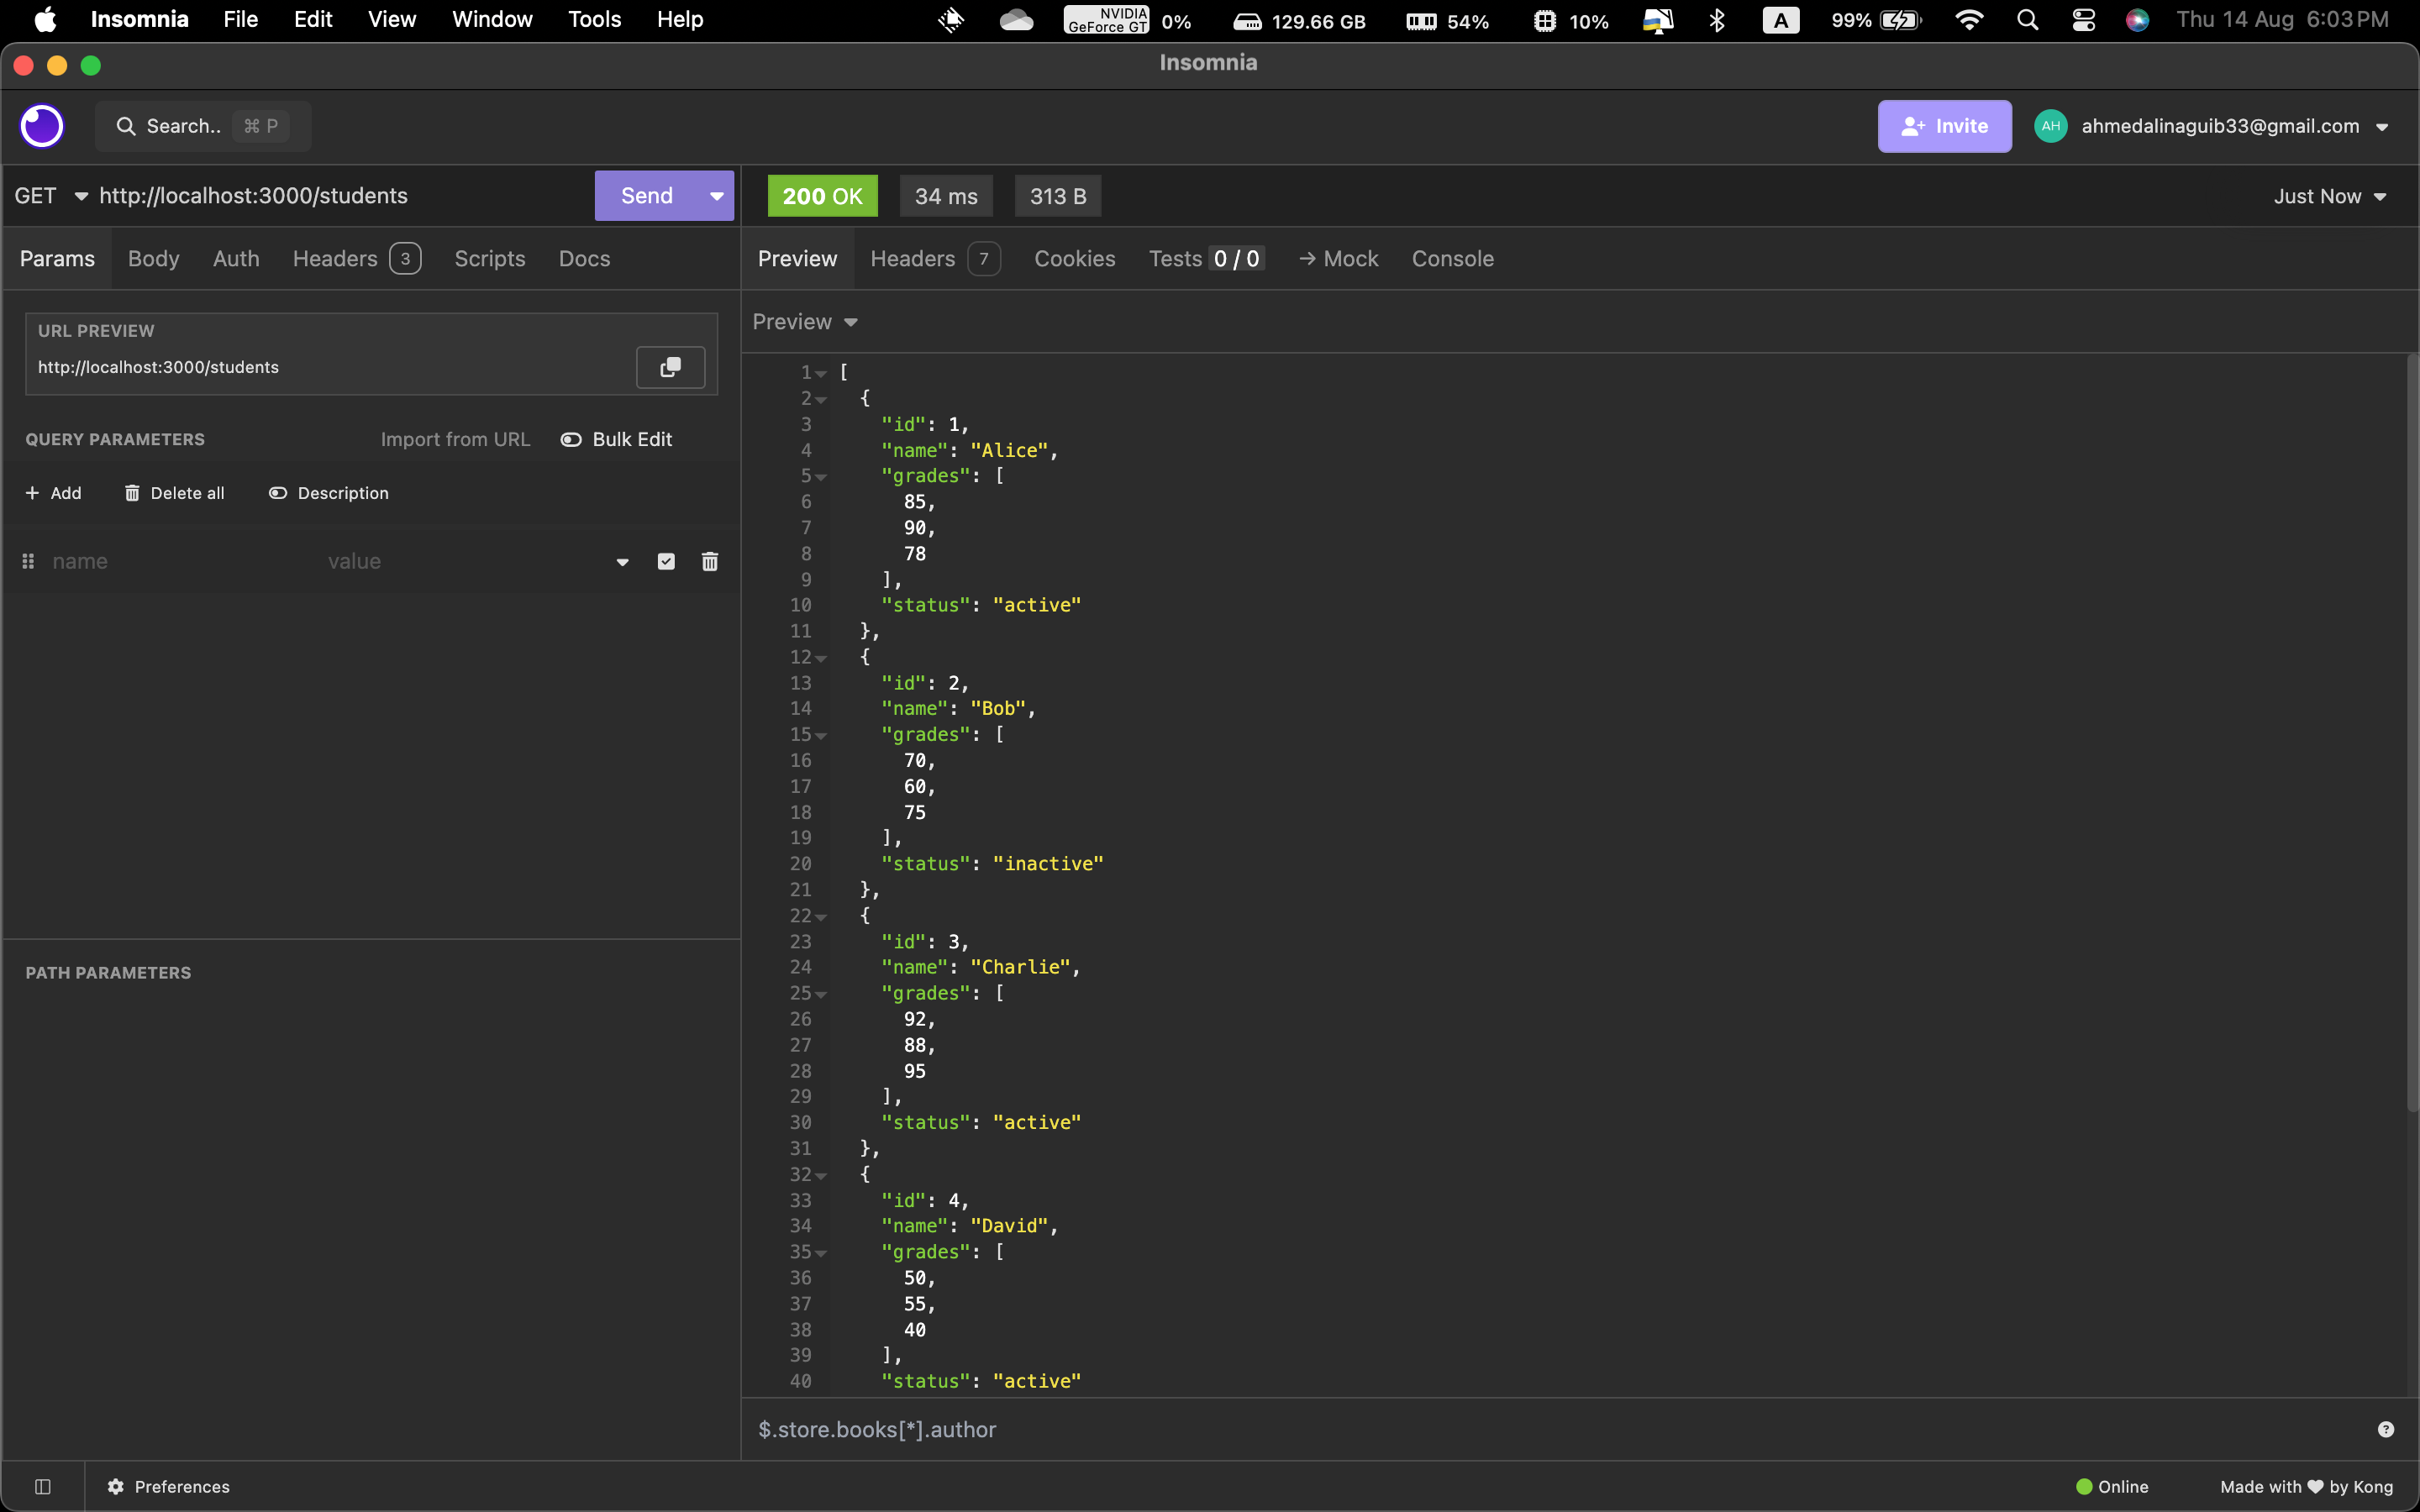 Insomnia File Edit View Window Tools Help NVIDIA GeForce GT 0% 129.66 GB 54% 10% A 99% Thu 14 Aug 6:03 PM
Insomnia
Search.. ⌘ P Invite AH ahmedalinaguib33@gmail.com
GET http://localhost:3000/students Send 200 OK 34 ms 313 B Just Now
Params Body Auth Headers 3 Scripts Docs
Preview Headers 7 Cookies Tests 0 / 0 → Mock Console
URL PREVIEW
http://localhost:3000/students
QUERY PARAMETERS Import from URL Bulk Edit
+ Add Delete all Description
name value
PATH PARAMETERS
Preview
1 [
2 {
3 "id": 1,
4 "name": "Alice",
5 "grades": [
6 85,
7 90,
8 78
9 ],
10 "status": "active"
11 },
12 {
13 "id": 2,
14 "name": "Bob",
15 "grades": [
16 70,
17 60,
18 75
19 ],
20 "status": "inactive"
21 },
22 {
23 "id": 3,
24 "name": "Charlie",
25 "grades": [
26 92,
27 88,
28 95
29 ],
30 "status": "active"
31 },
32 {
33 "id": 4,
34 "name": "David",
35 "grades": [
36 50,
37 55,
38 40
39 ],
40 "status": "active"
$.store.books[*].author ?
Preferences Online Made with ♥ by Kong